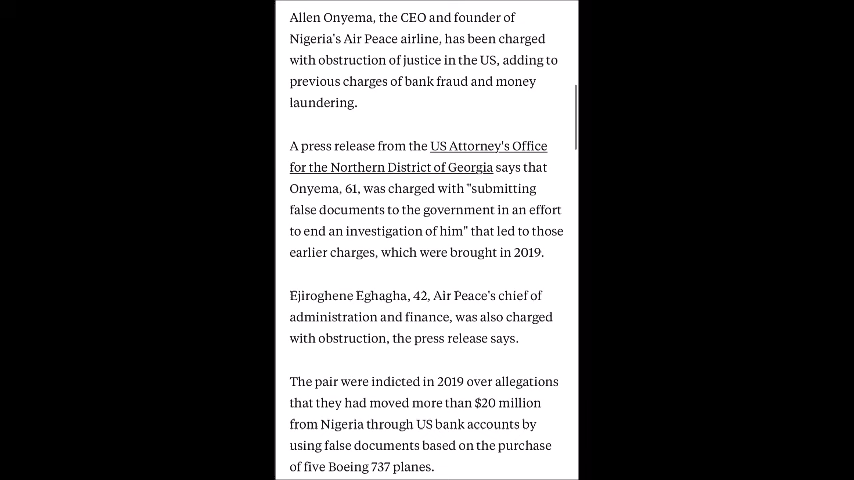 Allen Onyema, the CEO and founder of
Nigeria's Air Peace airline, has been charged
with obstruction of justice in the US, adding to
previous charges of bank fraud and money
laundering.
A press release from the US Attorney's Office
for the Northern District of Georgia says that
Onyema, 61, was charged with "submitting
false documents to the government in an effort
to end an investigation of him" that led to those
earlier charges, which were brought in 2019.
Ejiroghene Eghagha, 42, Air Peace's chief of
administration and finance, was also charged
with obstruction, the press release says.
The pair were indicted in 2019 over allegations
that they had moved more than $20 million
from Nigeria through US bank accounts by
using false documents based on the purchase
of five Boeing 737 planes.